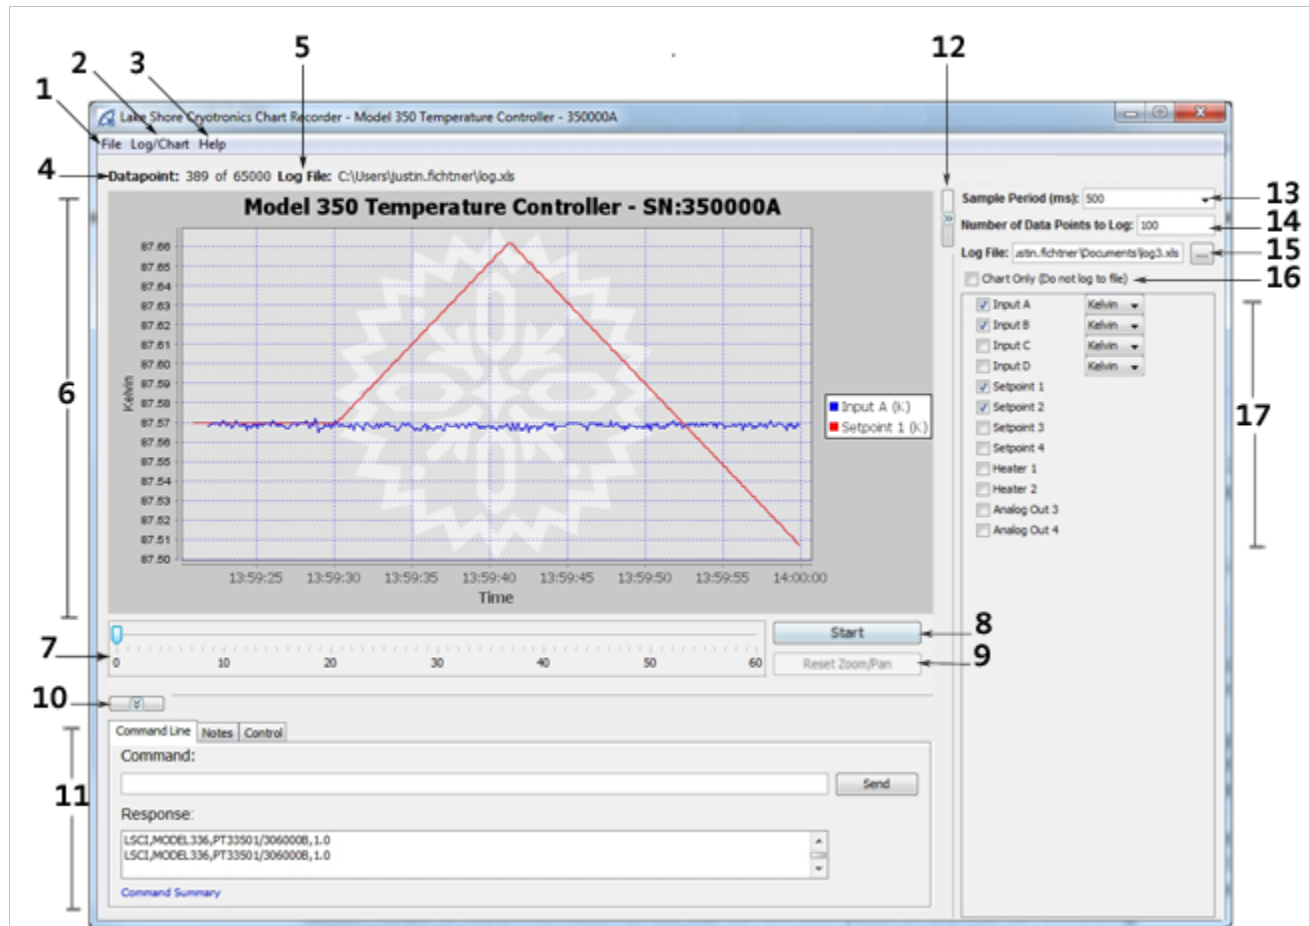 5
12
2
3
1
Lake Shore Cryotronics Chart Recorder - Model 350 Temperature Controller - 350000A
File Log/Chart Help
4
Datapoint: 389 of 65000 Log File: C:\Users\justin.fichtner\log.xls
Model 350 Temperature Controller - SN:350000A
Sample Period (ms): 500
13
Number of Data Points to Log: 100
14
Log File: .stin.fichtner\Documents\log3.xls ...
15
Chart Only (Do not log to file)
16
6
Kelvin
87.66
87.65
87.64
87.63
87.62
87.61
87.60
87.59
87.58
87.57
87.56
87.55
87.54
87.53
87.52
87.51
87.50
Input A (K)
Setpoint 1 (K)
13:59:25 13:59:30 13:59:35 13:59:40 13:59:45 13:59:50 13:59:55 14:00:00
Time
Input A Kelvin
Input B Kelvin
Input C Kelvin
Input D Kelvin
Setpoint 1
Setpoint 2
Setpoint 3
Setpoint 4
Heater 1
Heater 2
Analog Out 3
Analog Out 4
17
7
0 10 20 30 40 50 60
Start
8
Reset Zoom/Pan
9
10
11
Command Line Notes Control
Command:
Send
Response:
LSCI,MODEL336,PT33501/306000B,1.0
LSCI,MODEL336,PT33501/306000B,1.0
Command Summary